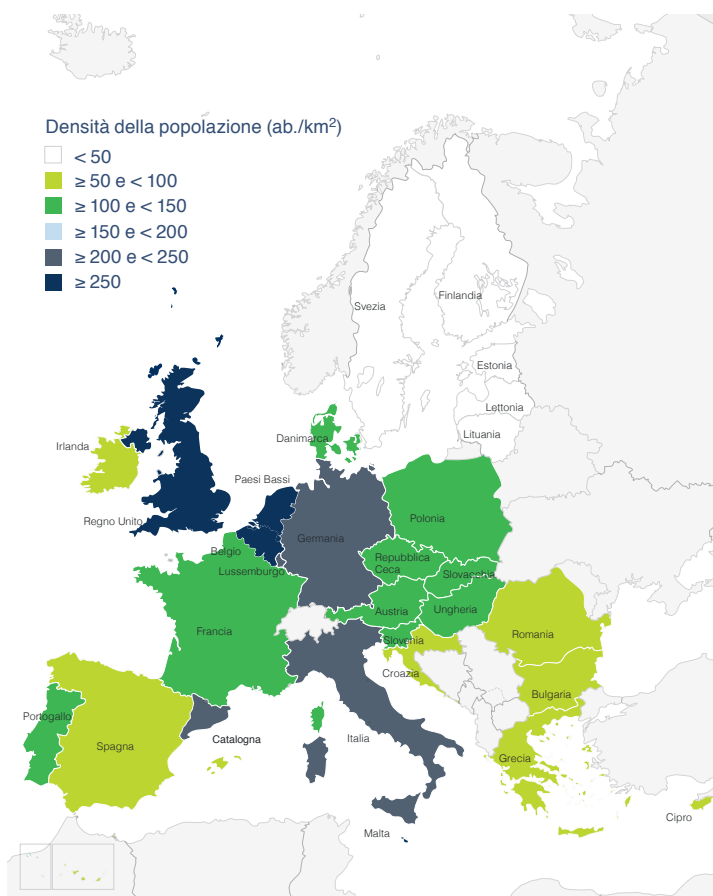 Densità della popolazione (ab./km²)
< 50
≥ 50 e < 100
≥ 100 e < 150
≥ 150 e < 200
≥ 200 e < 250
≥ 250
Svezia
Finlandia
Estonia
Lettonia
Lituania
Danimarca
Irlanda
Paesi Bassi
Regno Unito
Polonia
Germania
Belgio
Repubblica
Ceca
Slovacchia
Lussemburgo
Austria
Ungheria
Francia
Slovenia
Romania
Croazia
Bulgaria
Portogallo
Spagna
Catalogna
Italia
Grecia
Cipro
Malta